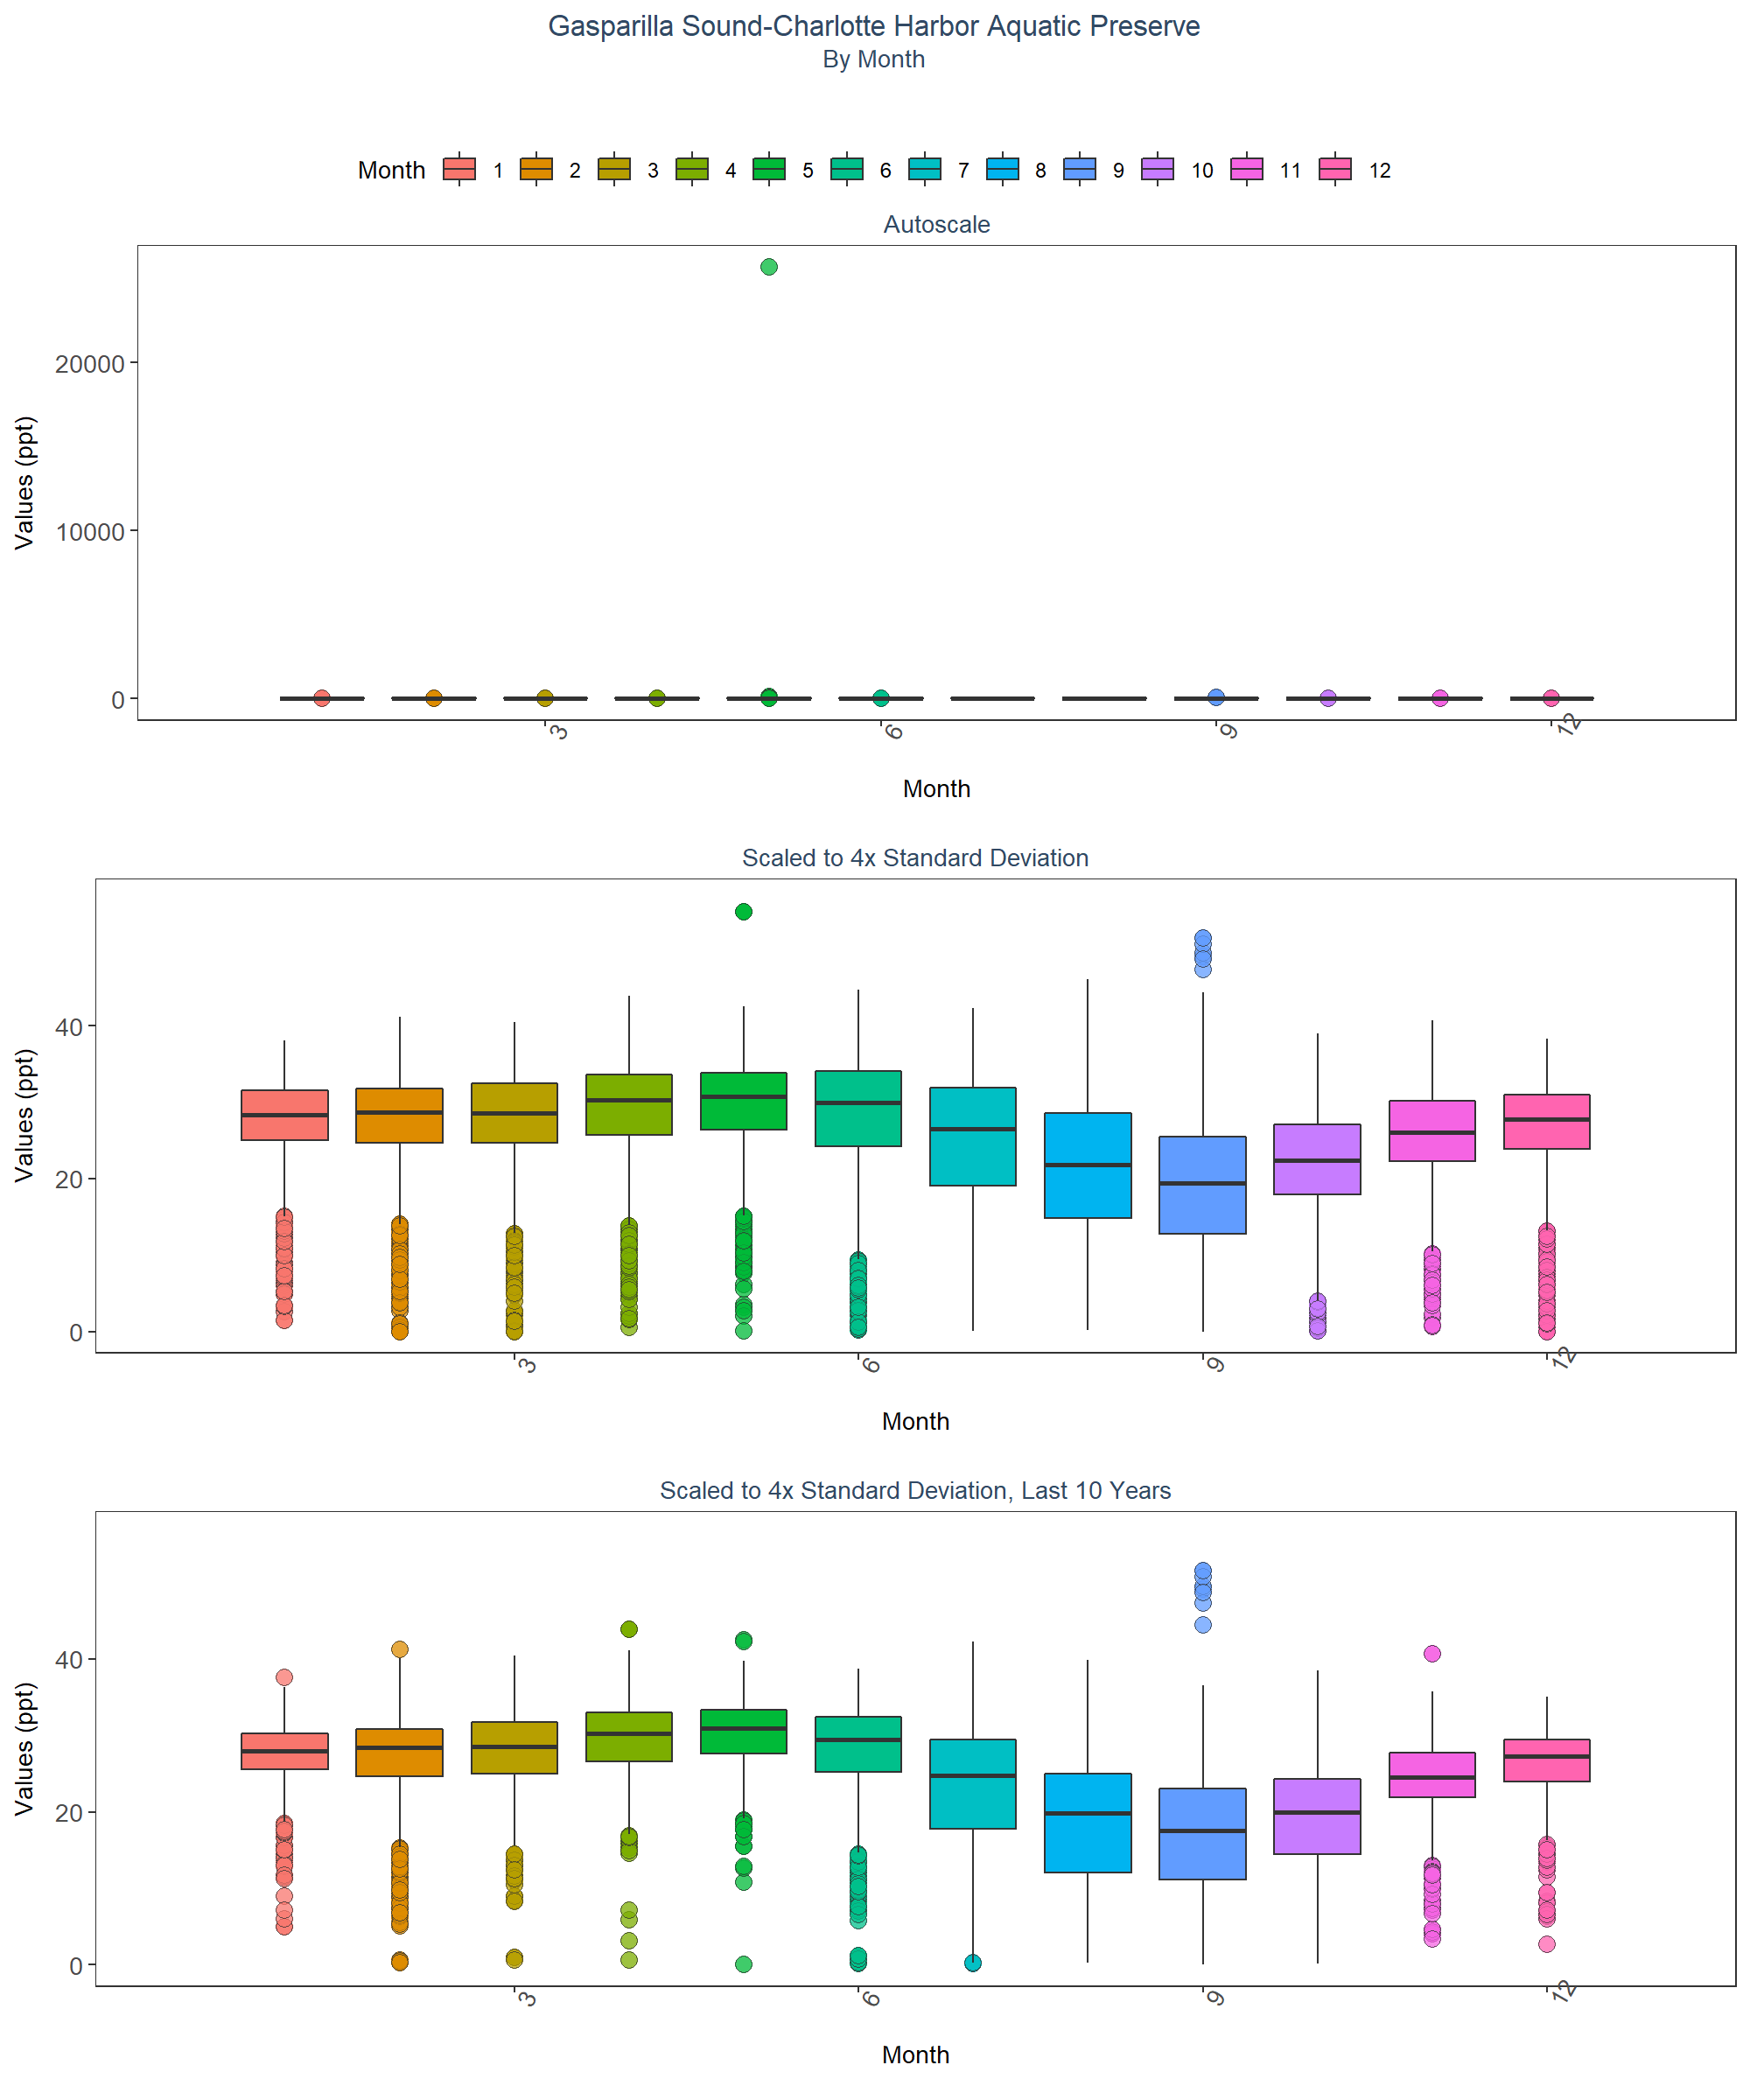 Gasparilla Sound-Charlotte Harbor Aquatic Preserve
By Month
Month 1 2 3 4 5 6 7 8 9 10 11 12
Autoscale
Values (ppt)
20000
10000
0
3 6 9 12
Month
Scaled to 4x Standard Deviation
Values (ppt)
40
20
0
3 6 9 12
Month
Scaled to 4x Standard Deviation, Last 10 Years
Values (ppt)
40
20
0
3 6 9 12
Month